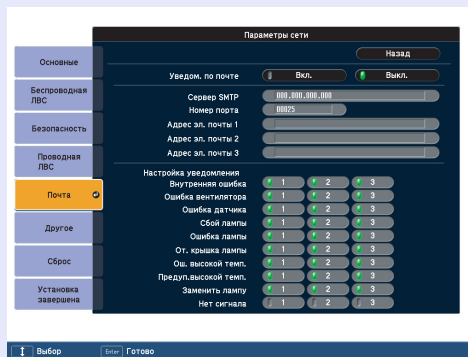 Параметры сети
Назад
Основные
Беспроводная
ЛВС
Безопасность
Проводная
ЛВС
Почта
Другое
Сброс
Установка
завершена
Уведом. по почте Вкл. Выкл.
Сервер SMTP 000.000.000.000
Номер порта 00025
Адрес эл. почты 1
Адрес эл. почты 2
Адрес эл. почты 3
Настройка уведомления
Внутренняя ошибка 1 2 3
Ошибка вентилятора 1 2 3
Ошибка датчика 1 2 3
Сбой лампы 1 2 3
Ошибка лампы 1 2 3
От. крышка лампы 1 2 3
Ош. высокой темп. 1 2 3
Предуп.высокой темп. 1 2 3
Заменить лампу 1 2 3
Нет сигнала 1 2 3
Выбор Enter Готово